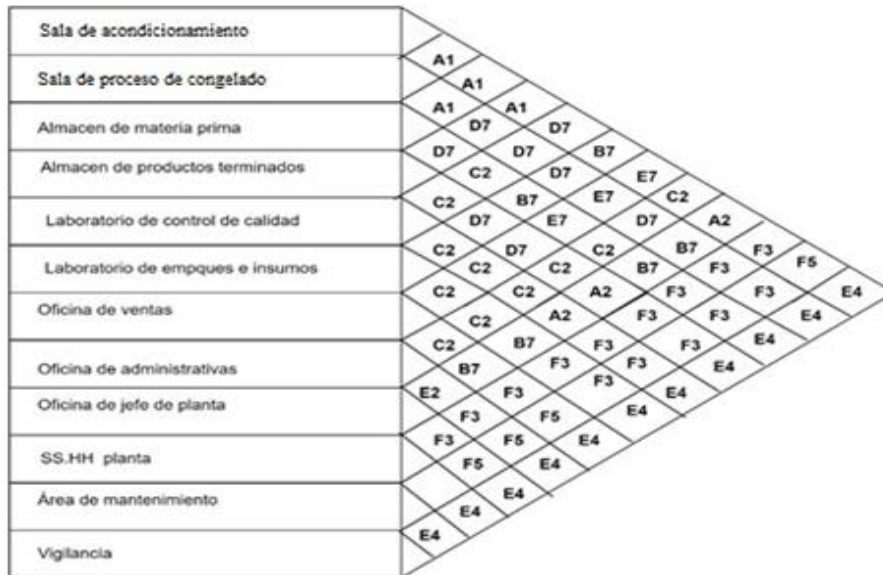 Sala de acondicionamiento
A1
Sala de proceso de congelado
A1
A1 A1
Almacen de materia prima
D7 D7
D7 D7 B7
Almacen de productos terminados
C2 D7 E7
C2 B7 E7 C2
Laboratorio de control de calidad
D7 E7 D7 A2
C2 D7 C2 B7 F3
Laboratorio de empques e insumos
C2 C2 B7 F3 F5
C2 C2 A2 F3 F3 E4
Oficina de ventas
C2 A2 F3 F3 E4
C2 B7 F3 F3 E4
Oficina de administrativas
B7 F3 F3 E4
F3
E2 F3 E4
Oficina de jefe de planta
F3 F5 E4
F3 F5 E4
SS.HH planta
F5 E4
Área de mantenimiento
E4
E4
E4
Vigilancia